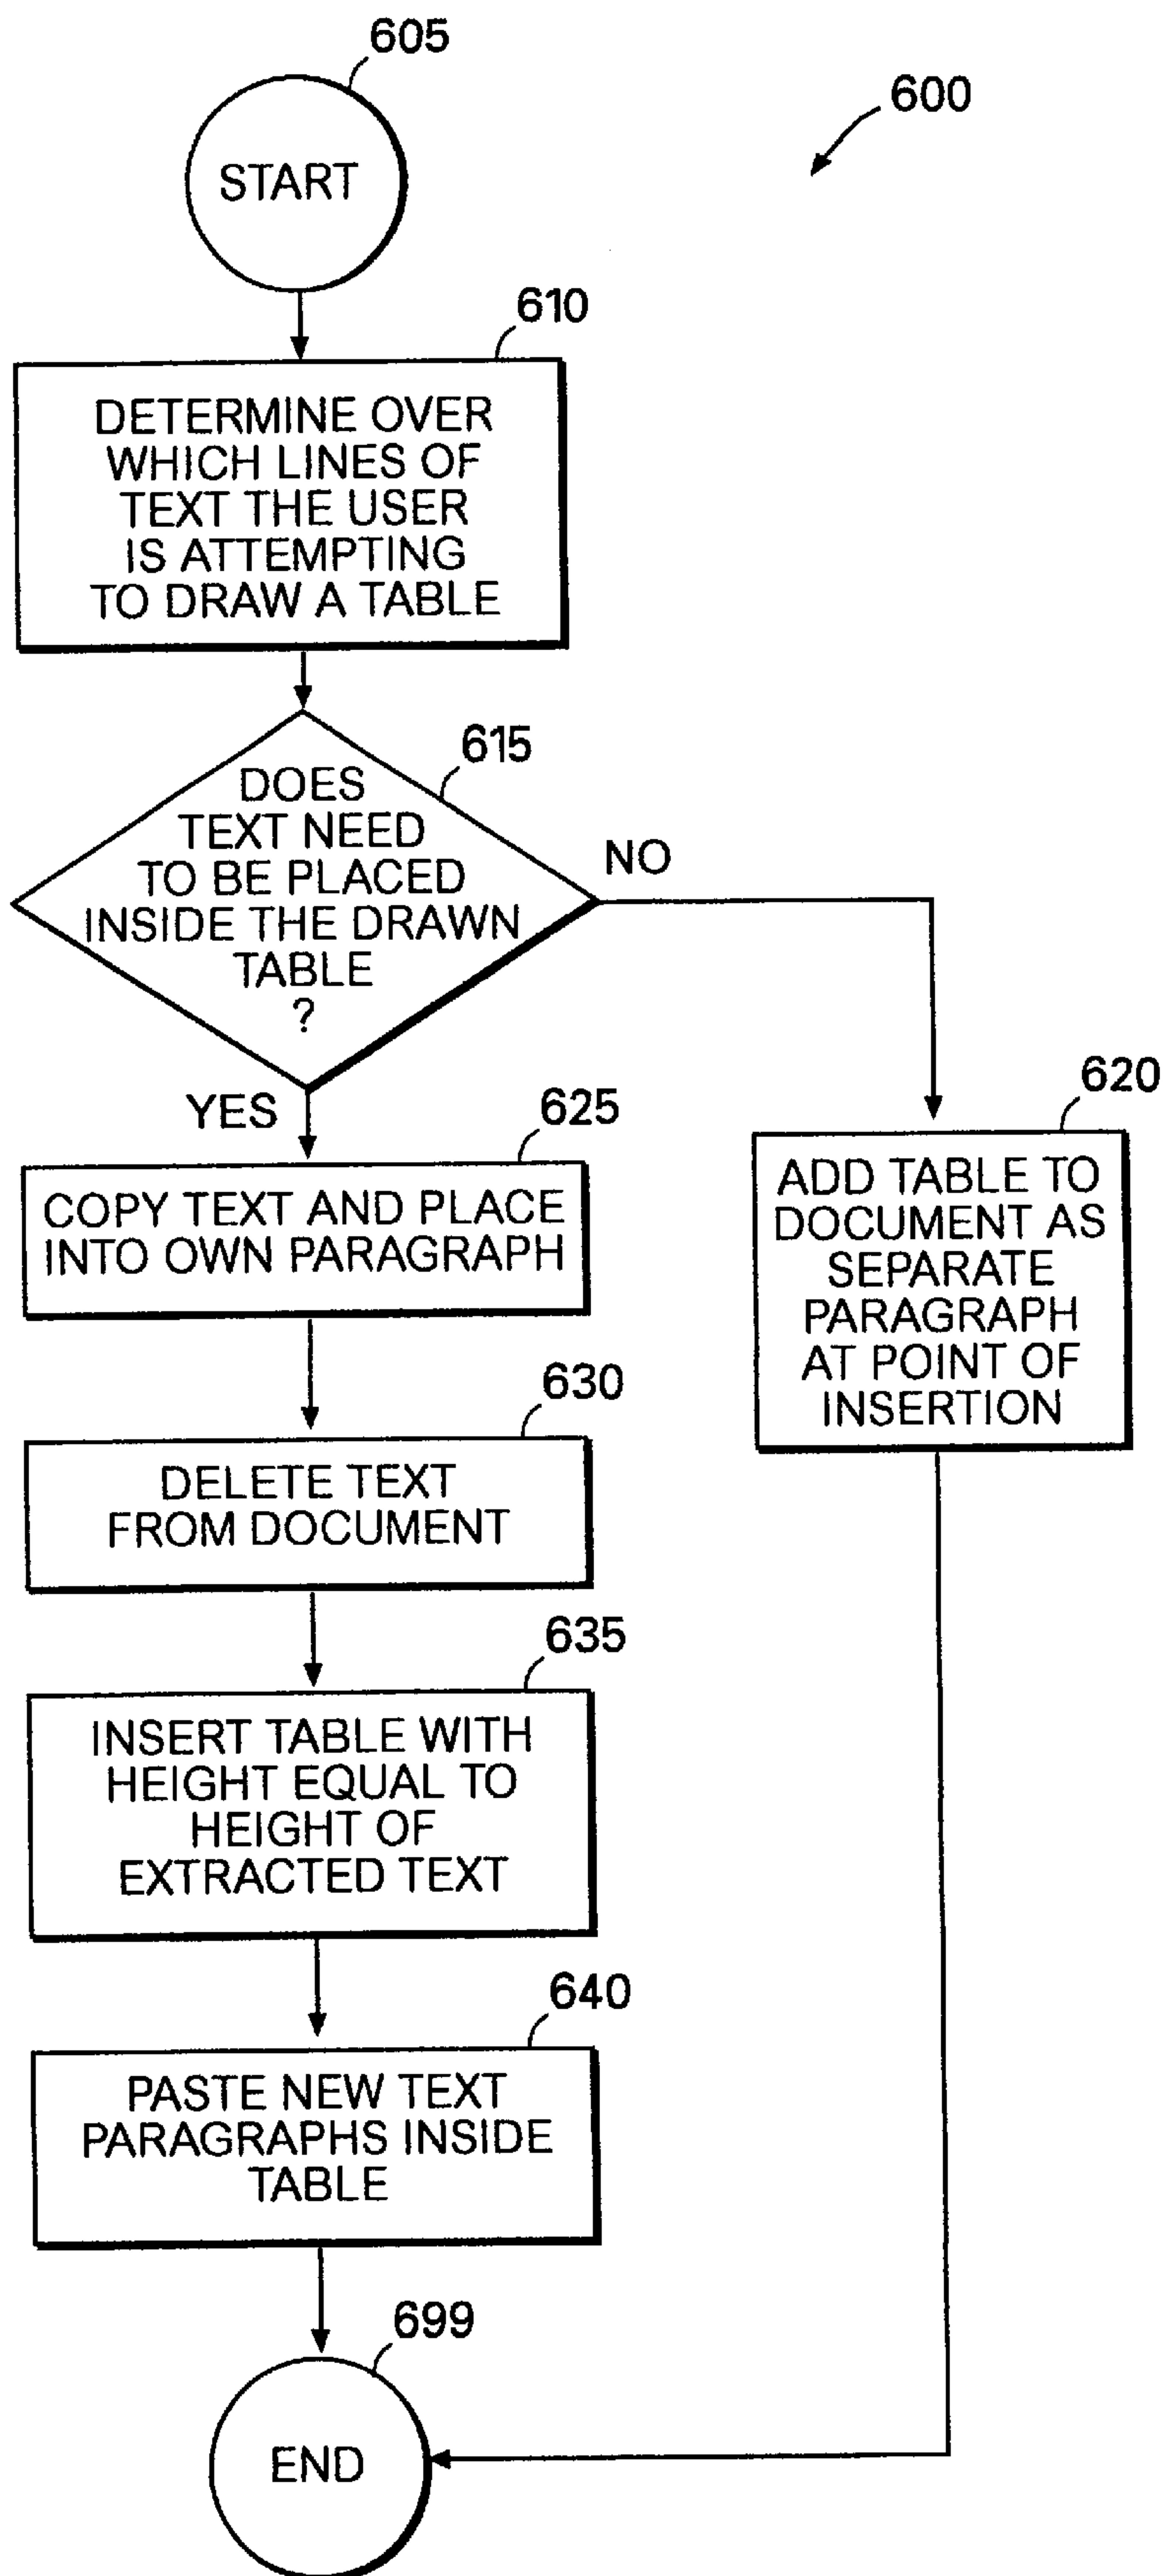 605
600
START
610
DETERMINE OVER
WHICH LINES OF
TEXT THE USER
IS ATTEMPTING
TO DRAW A TABLE
615
DOES
TEXT NEED
TO BE PLACED
INSIDE THE DRAWN
TABLE
?
NO
YES
625
COPY TEXT AND PLACE
INTO OWN PARAGRAPH
620
ADD TABLE TO
DOCUMENT AS
SEPARATE
PARAGRAPH
AT POINT OF
INSERTION
630
DELETE TEXT
FROM DOCUMENT
635
INSERT TABLE WITH
HEIGHT EQUAL TO
HEIGHT OF
EXTRACTED TEXT
640
PASTE NEW TEXT
PARAGRAPHS INSIDE
TABLE
699
END